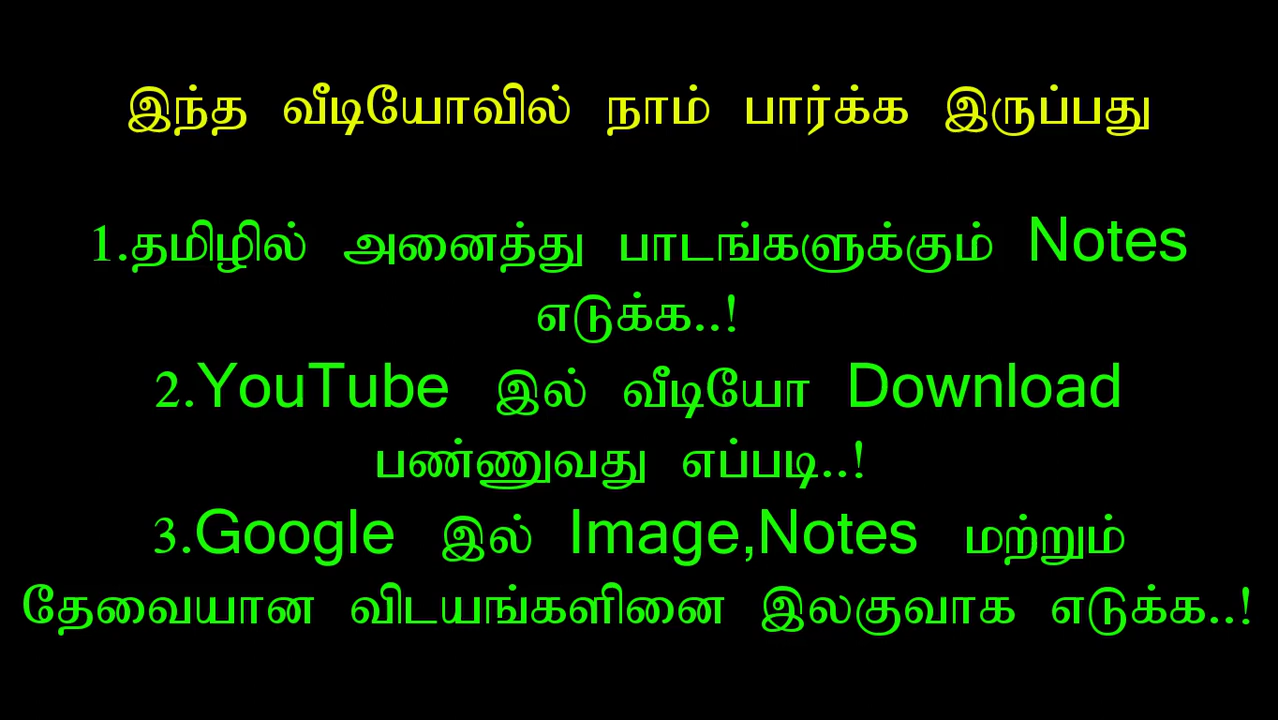 இந்த வீடியோவில் நாம் பார்க்க இருப்பது
1.தமிழில் அனைத்து பாடங்களுக்கும் Notes
எடுக்க..!
2.YouTube இல் வீடியோ Download
பண்ணுவது எப்படி..!
3.Google இல் Image,Notes மற்றும்
தேவையான விடயங்களினை இலகுவாக எடுக்க..!